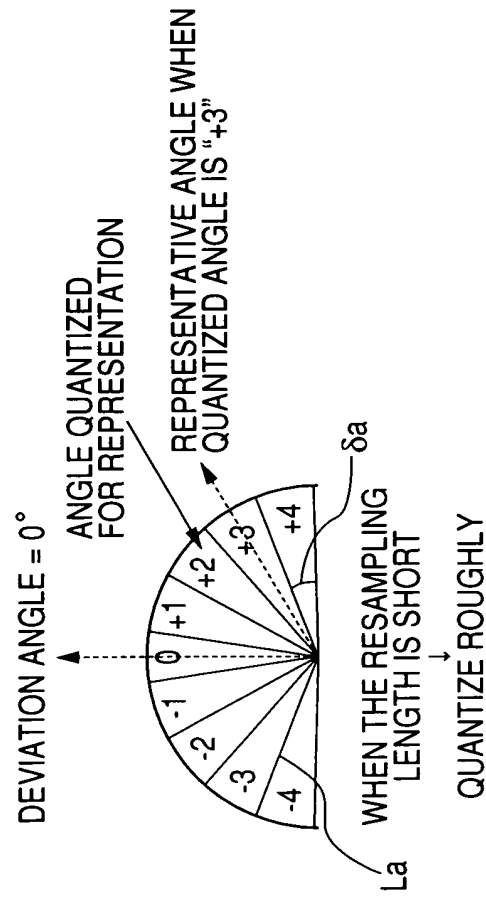 DEVIATION ANGLE = 0°
ANGLE QUANTIZED
FOR REPRESENTATION
REPRESENTATIVE ANGLE WHEN
QUANTIZED ANGLE IS “+3”
-4
-3
-2
-1
0
+1
+2
+3
+4
La
δa
WHEN THE RESAMPLING
LENGTH IS SHORT
↓
QUANTIZE ROUGHLY